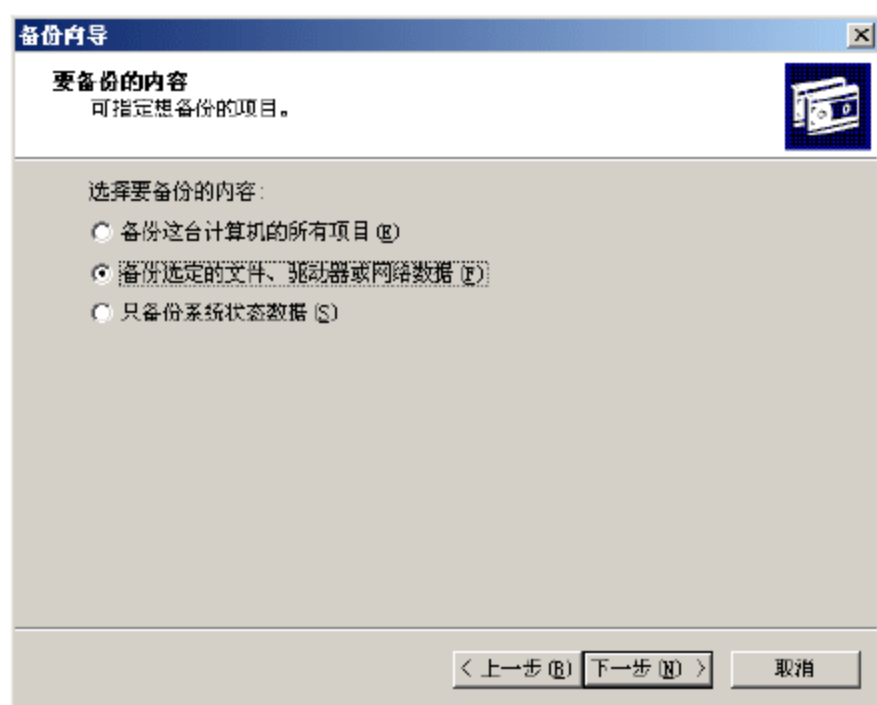 备份向导
要备份的内容
可指定想备份的项目。
选择要备份的内容:
备份这台计算机的所有项目(E)
备份选定的文件、驱动器或网络数据(F)
只备份系统状态数据(S)
< 上一步(B) 下一步(N) > 取消